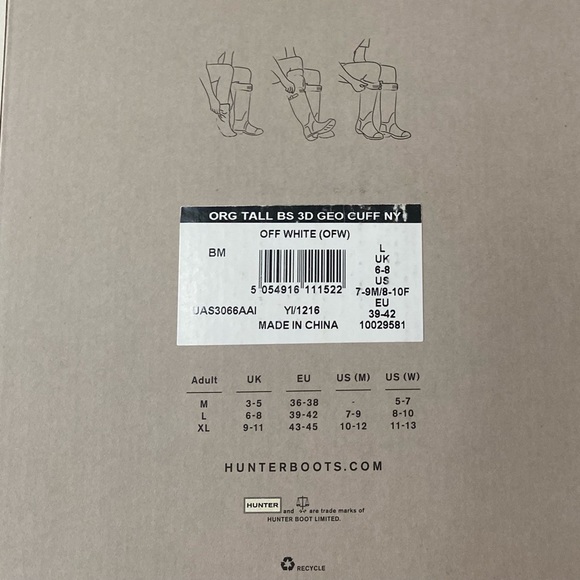 ORG TALL BS 3D GEO CUFF NY
OFF WHITE (OFW)
BM
L
UK
6-8
US
7-9M/8-10F
EU
39-42
10029581
5 054916 111522
UAS3066AAI YI/1216
MADE IN CHINA
Adult UK EU US (M) US (W)
M 3-5 36-38 - 5-7
L 6-8 39-42 7-9 8-10
XL 9-11 43-45 10-12 11-13
HUNTERBOOTS.COM
HUNTER and are trade marks of
HUNTER BOOT LIMITED.
RECYCLE